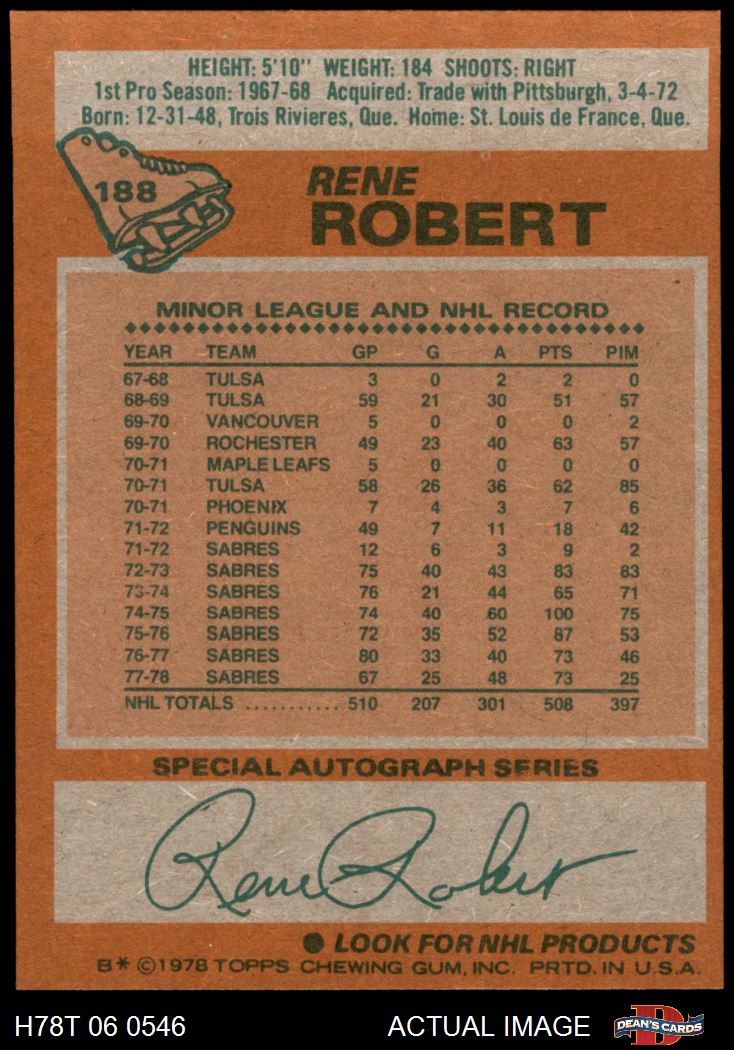 HEIGHT: 5'10" WEIGHT: 184 SHOOTS: RIGHT
1st Pro Season: 1967-68 Acquired: Trade with Pittsburgh, 3-4-72
Born: 12-31-48, Trois Rivieres, Que. Home: St. Louis de France, Que.
188
RENE
ROBERT
MINOR LEAGUE AND NHL RECORD
YEAR TEAM GP G A PTS PIM
67-68 TULSA 3 0 2 2 0
68-69 TULSA 59 21 30 51 57
69-70 VANCOUVER 5 0 0 0 2
69-70 ROCHESTER 49 23 40 63 57
70-71 MAPLE LEAFS 5 0 0 0 0
70-71 TULSA 58 26 36 62 85
70-71 PHOENIX 7 4 3 7 6
71-72 PENGUINS 49 7 11 18 42
71-72 SABRES 12 6 3 9 2
72-73 SABRES 75 40 43 83 83
73-74 SABRES 76 21 44 65 71
74-75 SABRES 74 40 60 100 75
75-76 SABRES 72 35 52 87 53
76-77 SABRES 80 33 40 73 46
77-78 SABRES 67 25 48 73 25
NHL TOTALS ........... 510 207 301 508 397
SPECIAL AUTOGRAPH SERIES
Rene Robert
● LOOK FOR NHL PRODUCTS
B* ©1978 TOPPS CHEWING GUM, INC. PRTD. IN U.S.A.
H78T 06 0546 ACTUAL IMAGE
D
DEAN'S CARDS